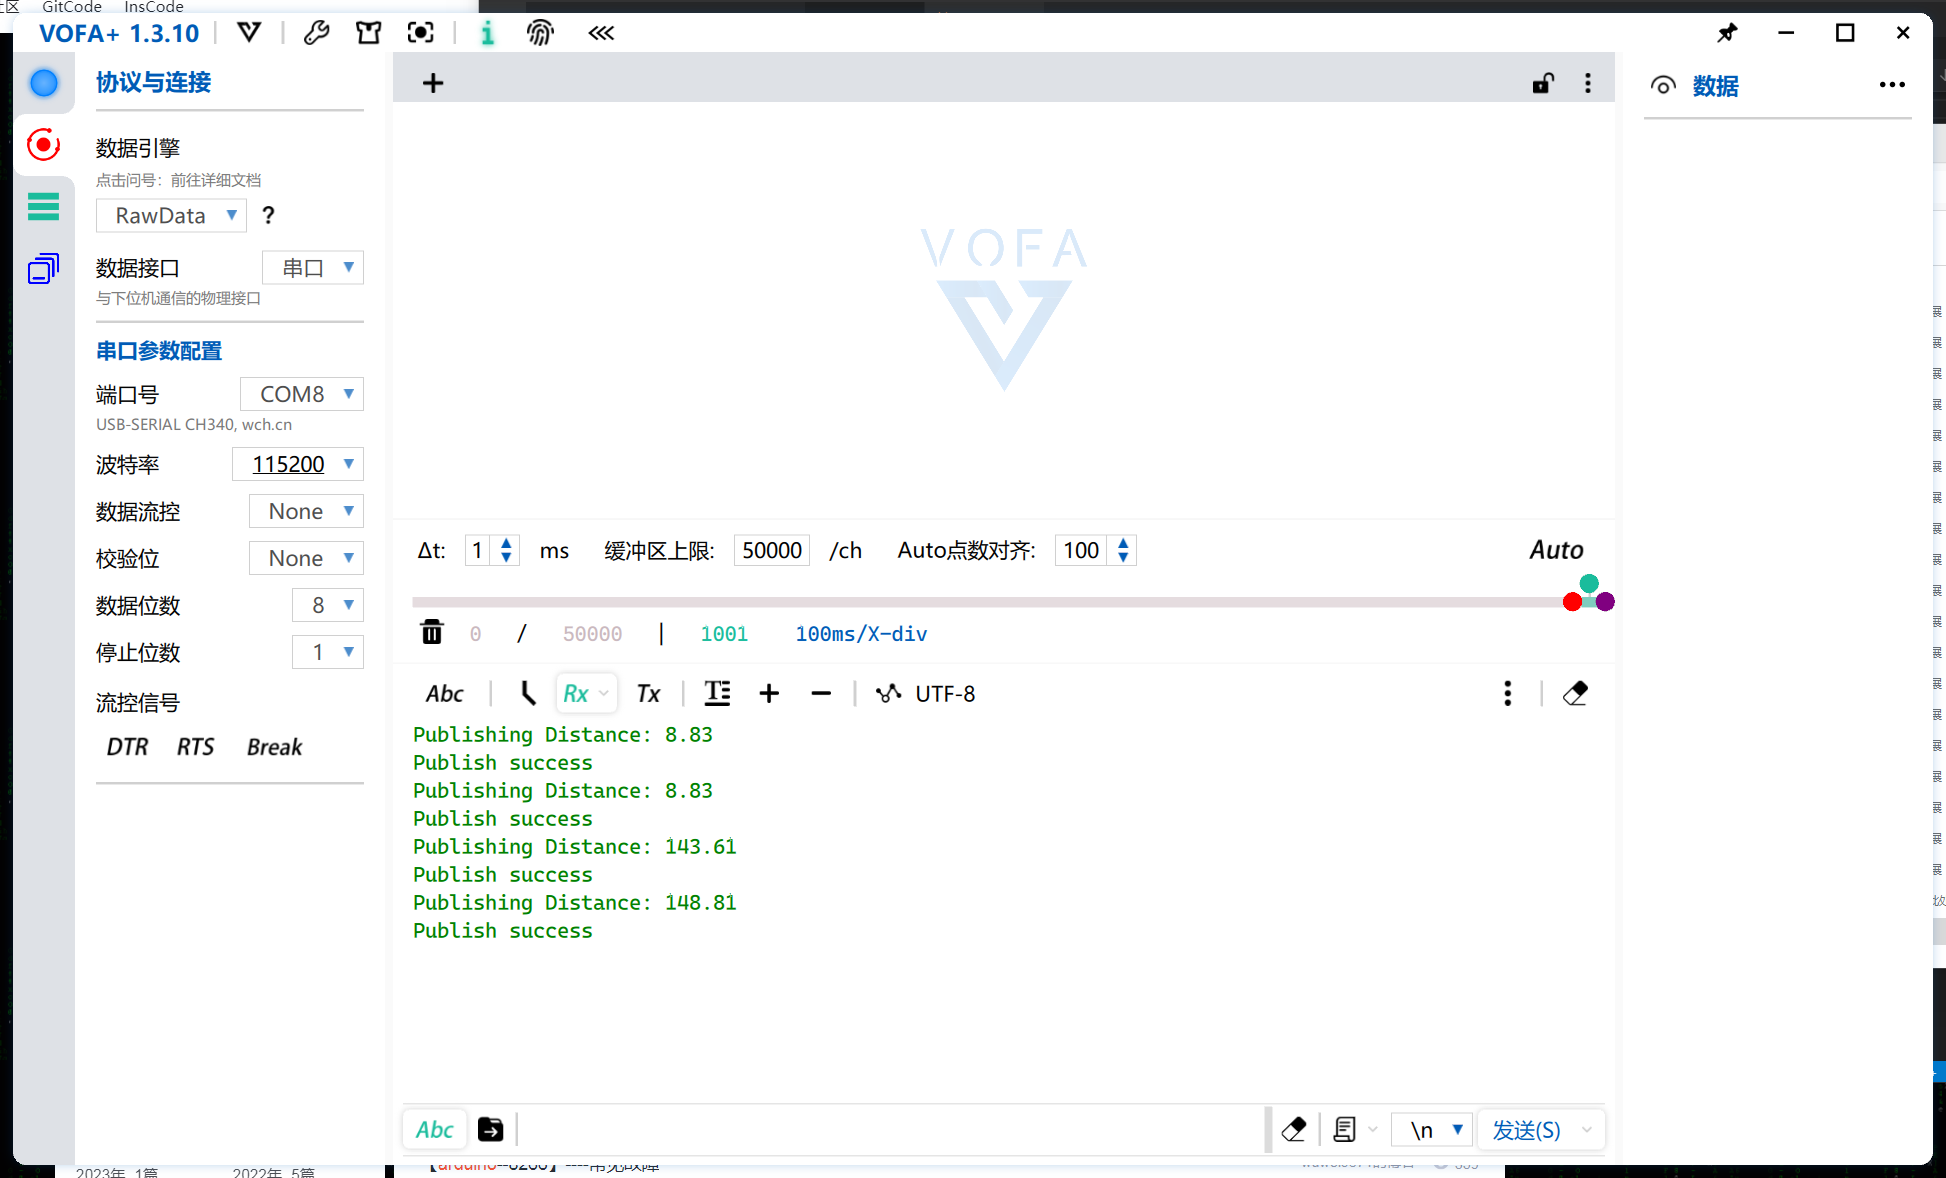 GitCode InsCode
VOFA+ 1.3.10
协议与连接
数据引擎
点击问号：前往详细文档
RawData ?
数据接口 串口
与下位机通信的物理接口
串口参数配置
端口号 COM8
USB-SERIAL CH340, wch.cn
波特率 115200
数据流控 None
校验位 None
数据位数 8
停止位数 1
流控信号
DTR RTS Break
VOFA
Δt: 1 ms 缓冲区上限: 50000 /ch Auto点数对齐: 100 Auto
0 / 50000 | 1001 100ms/X-div
Abc Rx Tx UTF-8
Publishing Distance: 8.83
Publish success
Publishing Distance: 8.83
Publish success
Publishing Distance: 143.61
Publish success
Publishing Distance: 148.81
Publish success
Abc \n 发送(S)
数据
2023年 1篇 2022年 5篇